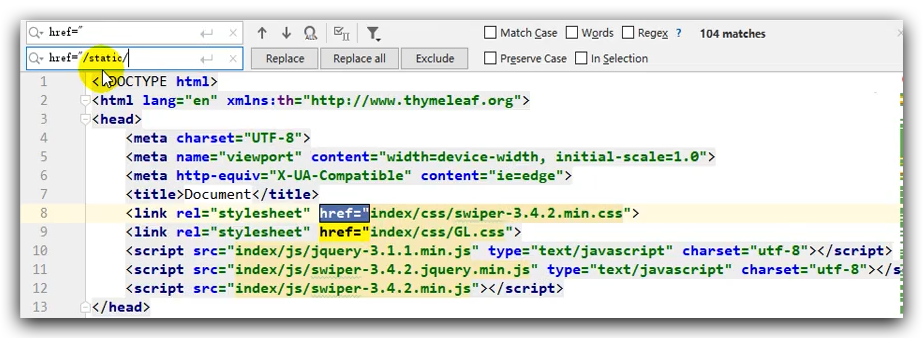 href="
Match Case Words Regex ? 104 matches
href="/static/
Replace Replace all Exclude Preserve Case In Selection
1 <!DOCTYPE html>
2 <html lang="en" xmlns:th="http://www.thymeleaf.org">
3 <head>
4 <meta charset="UTF-8">
5 <meta name="viewport" content="width=device-width, initial-scale=1.0">
6 <meta http-equiv="X-UA-Compatible" content="ie=edge">
7 <title>Document</title>
8 <link rel="stylesheet" href="index/css/swiper-3.4.2.min.css">
9 <link rel="stylesheet" href="index/css/GL.css">
10 <script src="index/js/jquery-3.1.1.min.js" type="text/javascript" charset="utf-8"></script>
11 <script src="index/js/swiper-3.4.2.jquery.min.js" type="text/javascript" charset="utf-8"></s
12 <script src="index/js/swiper-3.4.2.min.js"></script>
13 </head>